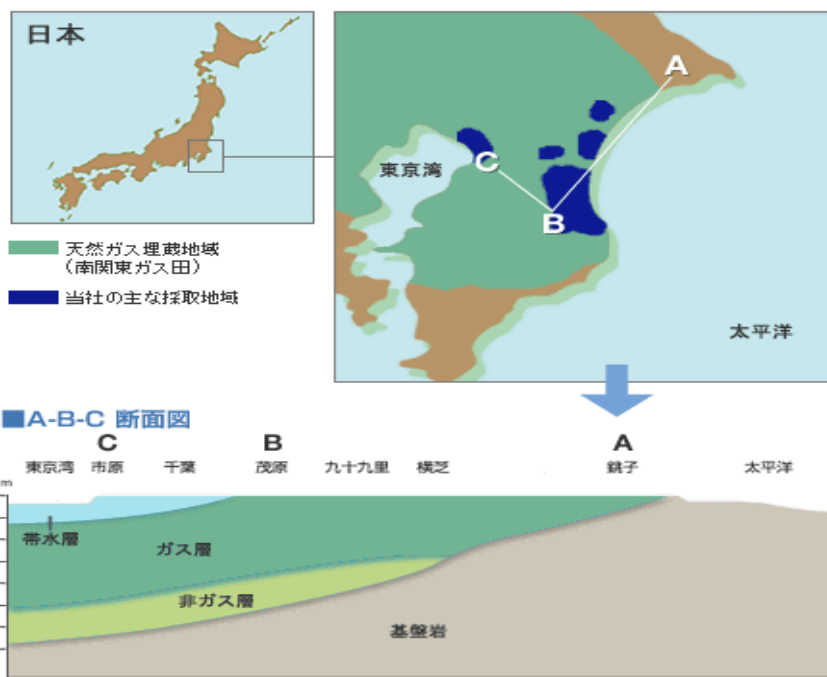 日本
A
東京湾
C
B
太平洋
天然ガス埋蔵地域
(南関東ガス田)
当社の主な採取地域
■A-B-C 断面図
C B A
東京湾 市原 千葉 茂原 九十九里 横芝 銚子 太平洋
m
帯水層
ガス層
非ガス層
基盤岩